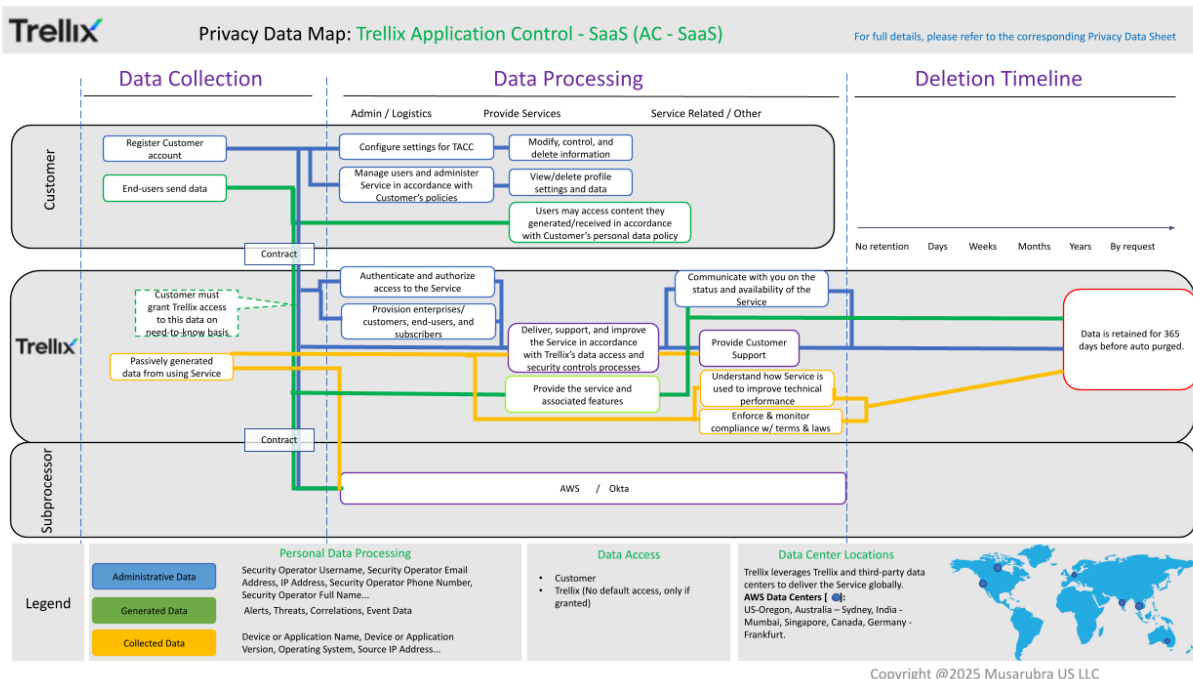 Trellix
Privacy Data Map: Trellix Application Control - SaaS (AC - SaaS)
For full details, please refer to the corresponding Privacy Data Sheet
Data Collection
Data Processing
Deletion Timeline
Admin / Logistics
Provide Services
Service Related / Other
Customer
Register Customer
account
End-users send data
Configure settings for TACC
Modify, control, and
delete information
Manage users and administer
Service in accordance with
Customer's policies
View/delete profile
settings and data
Users may access content they
generated/received in accordance
with Customer's personal data policy
No retention
Days
Weeks
Months
Years
By request
Contract
Trellix
Customer must
grant Trellix access
to this data on
need-to-know basis
Passively generated
data from using Service
Authenticate and authorize
access to the Service
Provision enterprises/
customers, end-users, and
subscribers
Deliver, support, and improve
the Service in accordance
with Trellix's data access and
security controls processes
Provide the service and
associated features
Communicate with you on the
status and availability of the
Service
Provide Customer
Support
Understand how Service is
used to improve technical
performance
Enforce & monitor
compliance w/ terms & laws
Data is retained for 365
days before auto purged.
Contract
Subprocessor
AWS / Okta
Legend
Personal Data Processing
Administrative Data
Security Operator Username, Security Operator Email
Address, IP Address, Security Operator Phone Number,
Security Operator Full Name...
Generated Data
Alerts, Threats, Correlations, Event Data
Collected Data
Device or Application Name, Device or Application
Version, Operating System, Source IP Address...
Data Access
• Customer
• Trellix (No default access, only if
granted)
Data Center Locations
Trellix leverages Trellix and third-party data
centers to deliver the Service globally.
AWS Data Centers [ ]:
US-Oregon, Australia – Sydney, India -
Mumbai, Singapore, Canada, Germany -
Frankfurt.
Copyright @2025 Musarubra US LLC